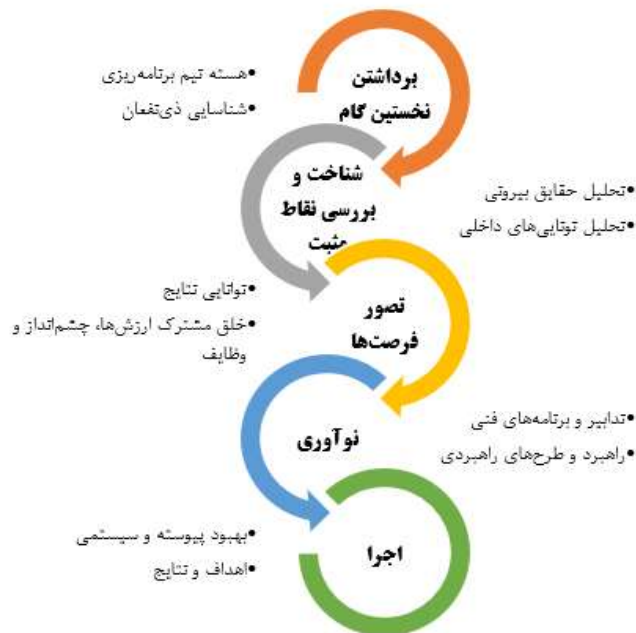 برداشتن
نخستین گام
•هسته تیم برنامه‌ریزی
•شناسایی ذی‌نفعان
شناخت و
بررسی نقاط
مثبت
•تحلیل حقایق بیرونی
•تحلیل توانایی‌های داخلی
تصور
فرصت‌ها
•توانایی نتایج
•خلق مشترک ارزش‌ها، چشم‌انداز و
وظایف
نوآوری
•تدابیر و برنامه‌های فنی
•راهبرد و طرح‌های راهبردی
اجرا
•بهبود پیوسته و سیستمی
•اهداف و نتایج